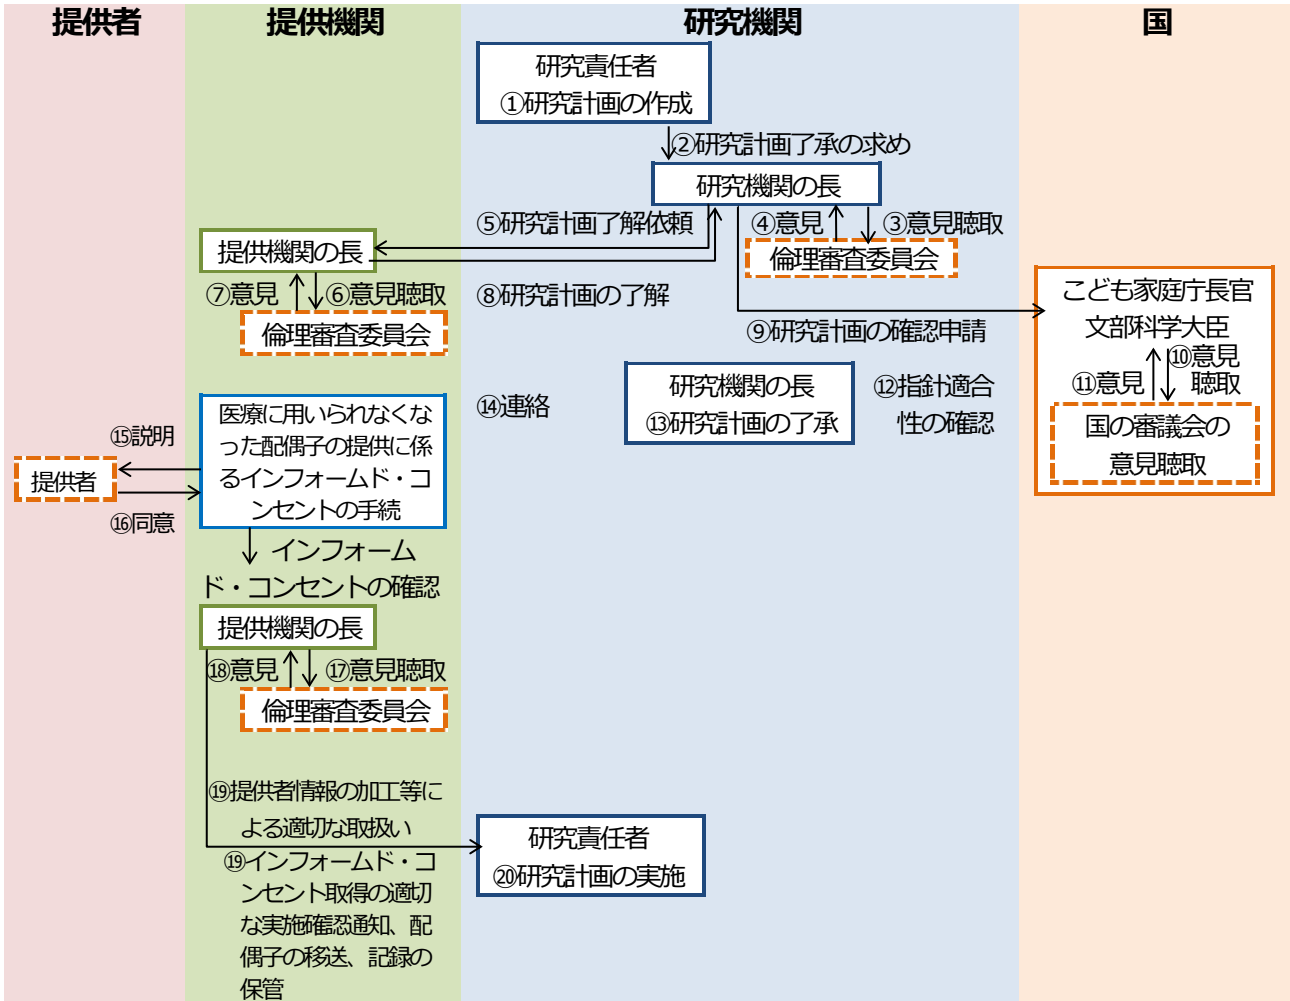 提供者
提供機関
研究機関
国
研究責任者
①研究計画の作成
②研究計画了承の求め
研究機関の長
⑤研究計画了解依頼
④意見
③意見聴取
倫理審査委員会
提供機関の長
⑦意見
⑥意見聴取
⑧研究計画の了解
倫理審査委員会
⑨研究計画の確認申請
こども家庭庁長官
文部科学大臣
⑩意見
聴取
⑪意見
国の審議会の
意見聴取
研究機関の長
⑬研究計画の了承
⑫指針適合
性の確認
⑭連絡
医療に用いられなくな
った配偶子の提供に係
るインフォームド・コ
ンセントの手続
⑮説明
提供者
⑯同意
インフォーム
ド・コンセントの確認
提供機関の長
⑱意見
⑰意見聴取
倫理審査委員会
⑲提供者情報の加工等に
よる適切な取扱い
研究責任者
⑳研究計画の実施
⑲インフォームド・コ
ンセント取得の適切
な実施確認通知、配
偶子の移送、記録の
保管